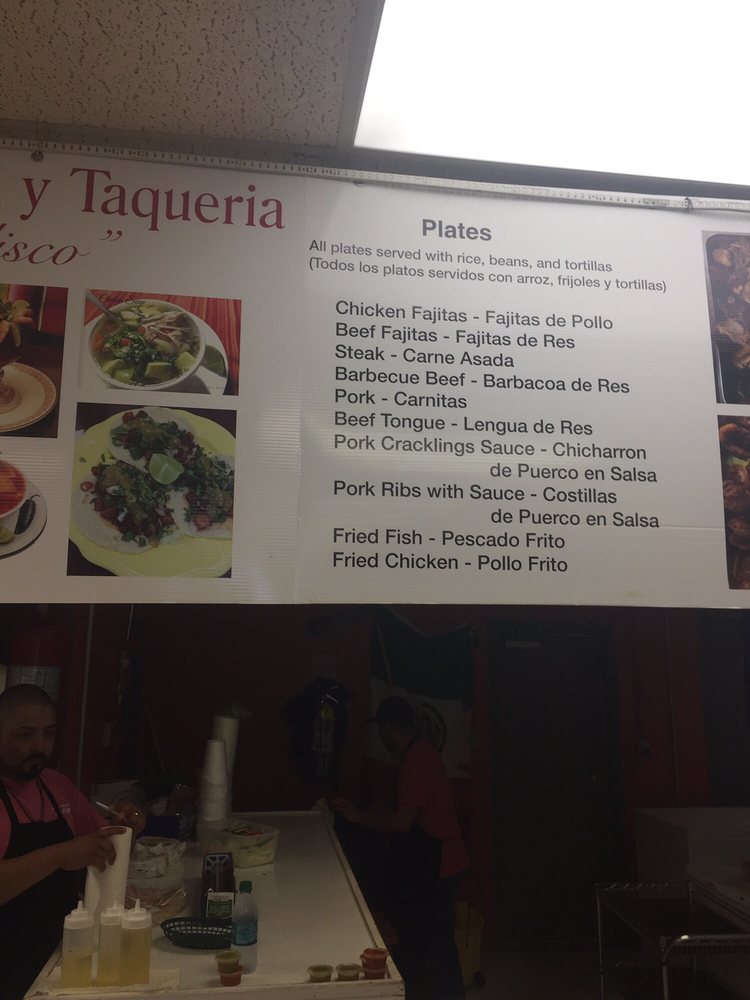 y Taqueria
isco"
Plates
All plates served with rice, beans, and tortillas
(Todos los platos servidos con arroz, frijoles y tortillas)
Chicken Fajitas - Fajitas de Pollo
Beef Fajitas - Fajitas de Res
Steak - Carne Asada
Barbecue Beef - Barbacoa de Res
Pork - Carnitas
Beef Tongue - Lengua de Res
Pork Cracklings Sauce - Chicharron
de Puerco en Salsa
Pork Ribs with Sauce - Costillas
de Puerco en Salsa
Fried Fish - Pescado Frito
Fried Chicken - Pollo Frito